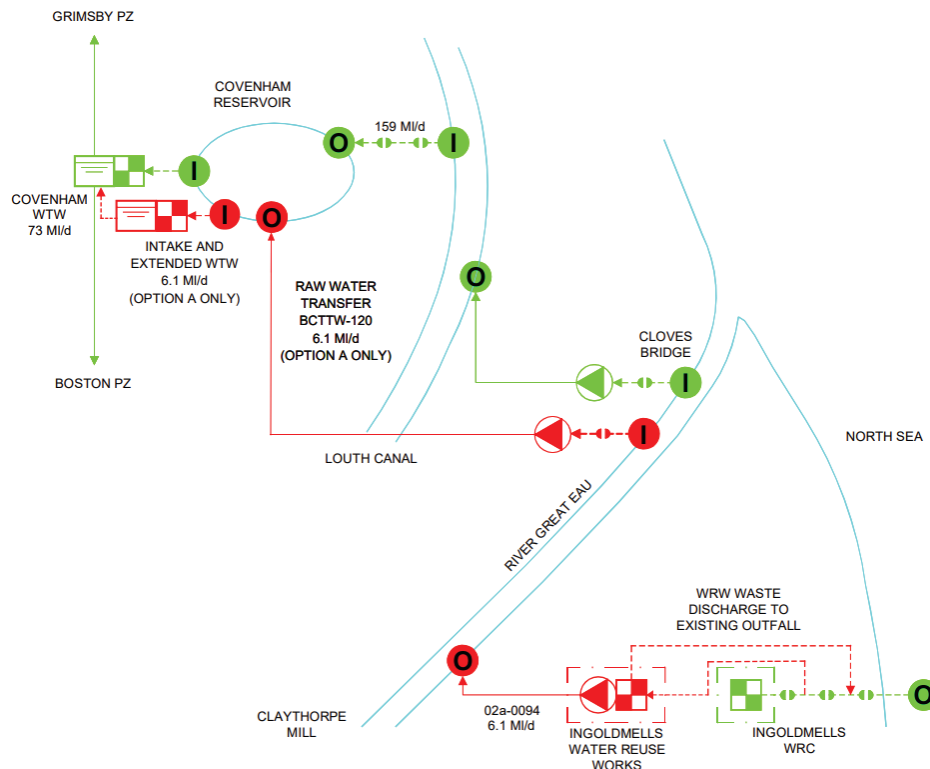 GRIMSBY PZ
COVENHAM
RESERVOIR
159 Ml/d
O
I
I
COVENHAM
WTW
73 Ml/d
I
O
INTAKE AND
EXTENDED WTW
6.1 Ml/d
(OPTION A ONLY)
RAW WATER
TRANSFER
BCTTW-120
6.1 Ml/d
(OPTION A ONLY)
O
CLOVES
BRIDGE
I
BOSTON PZ
I
NORTH SEA
LOUTH CANAL
RIVER GREAT EAU
WRW WASTE
DISCHARGE TO
EXISTING OUTFALL
O
O
02a-0094
6.1 Ml/d
CLAYTHORPE
MILL
INGOLDMELLS
WATER REUSE
WORKS
INGOLDMELLS
WRC